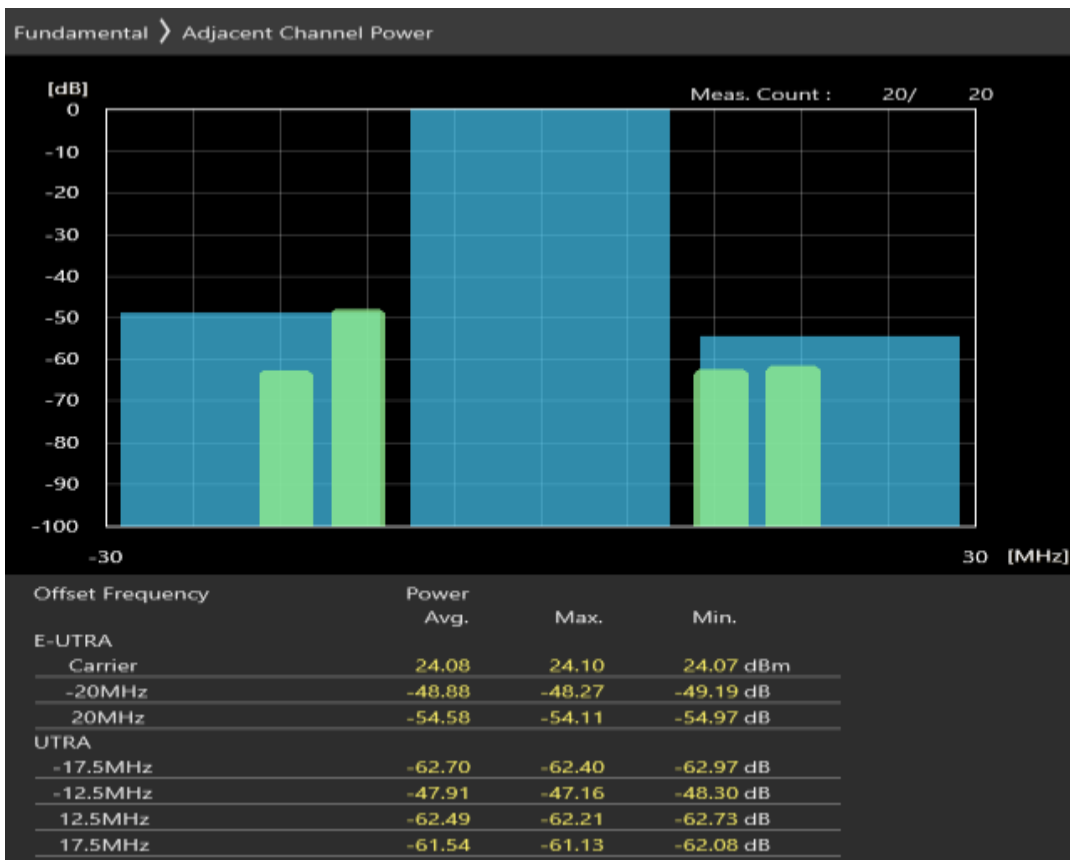 Fundamental ❯ Adjacent Channel Power
[dB]
Meas. Count : 20/ 20
0
-10
-20
-30
-40
-50
-60
-70
-80
-90
-100
-30 30 [MHz]
Offset Frequency Power
Avg. Max. Min.
E-UTRA
Carrier 24.08 24.10 24.07 dBm
-20MHz -48.88 -48.27 -49.19 dB
20MHz -54.58 -54.11 -54.97 dB
UTRA
-17.5MHz -62.70 -62.40 -62.97 dB
-12.5MHz -47.91 -47.16 -48.30 dB
12.5MHz -62.49 -62.21 -62.73 dB
17.5MHz -61.54 -61.13 -62.08 dB